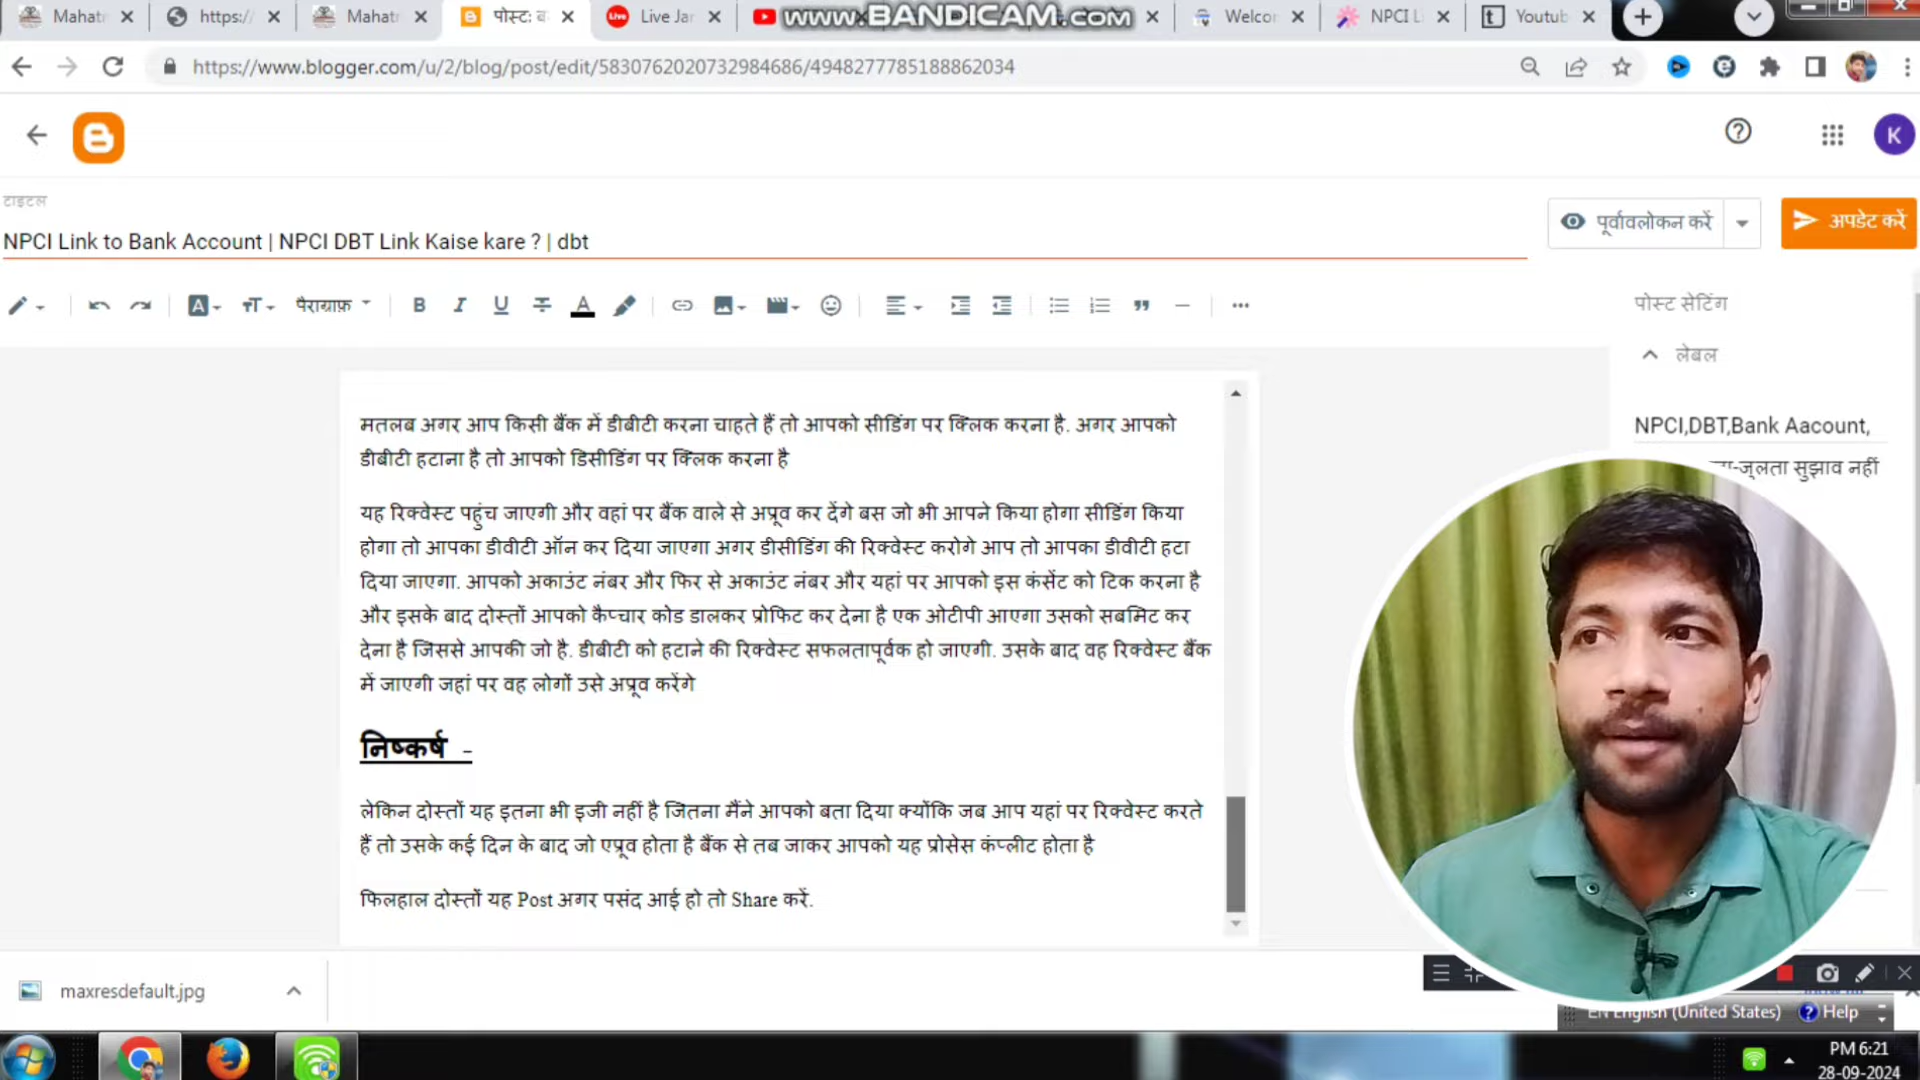 Mahatr
https:/
Mahatr
पोस्ट: ब
Live
Live Jar
www.BANDICAM.com
Welcor
NPCI L
Youtub
https://www.blogger.com/u/2/blog/post/edit/5830762020732984686/4948277785188862034
K
टाइटल
NPCI Link to Bank Account | NPCI DBT Link Kaise kare ? | dbt
पूर्वावलोकन करें
अपडेट करें
पैराग्राफ़
पोस्ट सेटिंग
लेबल
NPCI,DBT,Bank Aacount,
-जुलता सुझाव नहीं
मतलब अगर आप किसी बैंक में डीबीटी करना चाहते हैं तो आपको सीडिंग पर क्लिक करना है. अगर आपको
डीबीटी हटाना है तो आपको डिसीडिंग पर क्लिक करना है
यह रिक्वेस्ट पहुंच जाएगी और वहां पर बैंक वाले से अप्रूव कर देंगे बस जो भी आपने किया होगा सीडिंग किया
होगा तो आपका डीवीटी ऑन कर दिया जाएगा अगर डीसीडिंग की रिक्वेस्ट करोगे आप तो आपका डीवीटी हटा
दिया जाएगा. आपको अकाउंट नंबर और फिर से अकाउंट नंबर और यहां पर आपको इस कंसेंट को टिक करना है
और इसके बाद दोस्तों आपको कैप्चार कोड डालकर प्रोफिट कर देना है एक ओटीपी आएगा उसको सबमिट कर
देना है जिससे आपकी जो है. डीबीटी को हटाने की रिक्वेस्ट सफलतापूर्वक हो जाएगी. उसके बाद वह रिक्वेस्ट बैंक
में जाएगी जहां पर वह लोगों उसे अप्रूव करेंगे
निष्कर्ष -
लेकिन दोस्तों यह इतना भी इजी नहीं है जितना मैंने आपको बता दिया क्योंकि जब आप यहां पर रिक्वेस्ट करते
हैं तो उसके कई दिन के बाद जो एप्रूव होता है बैंक से तब जाकर आपको यह प्रोसेस कंप्लीट होता है
फिलहाल दोस्तों यह Post अगर पसंद आई हो तो Share करें.
maxresdefault.jpg
EN English (United States)
Help
PM 6:21
28-09-2024